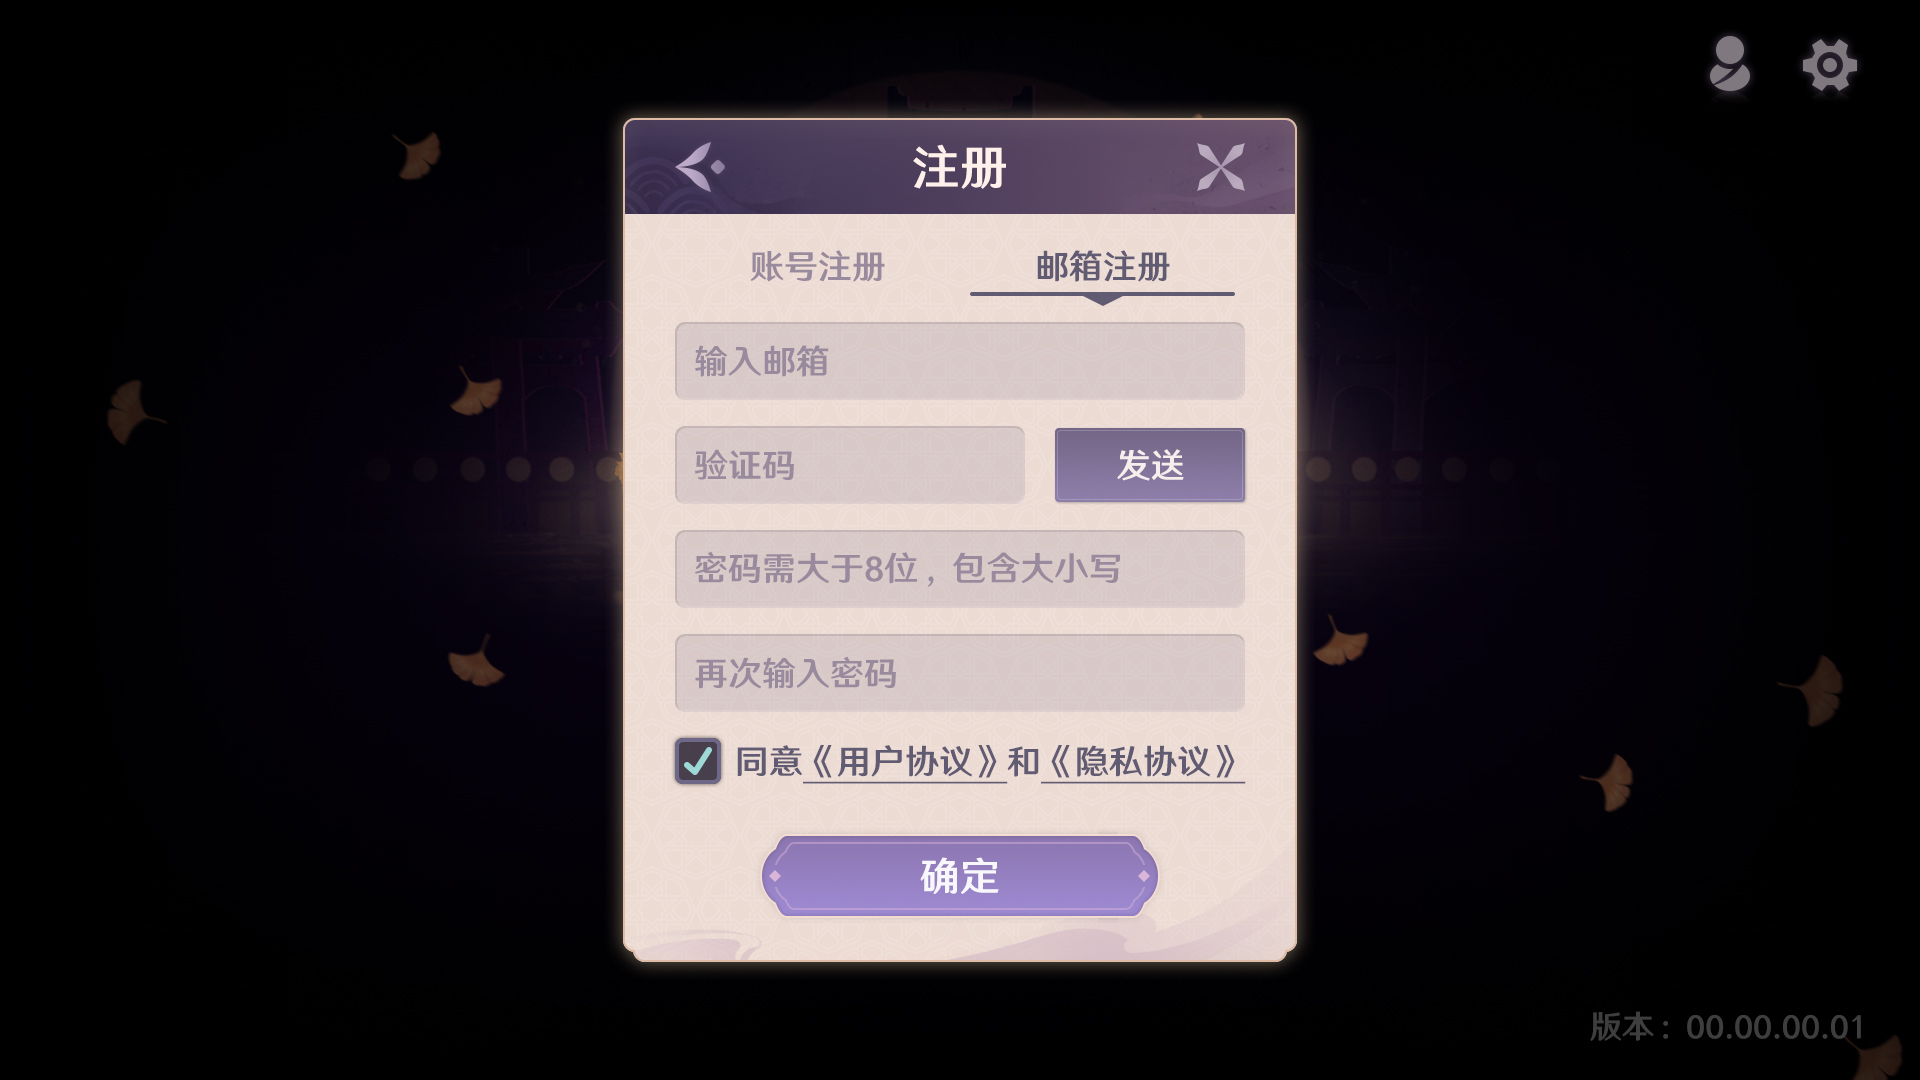 注册
账号注册
邮箱注册
输入邮箱
验证码
发送
密码需大于8位，包含大小写
再次输入密码
同意《用户协议》和《隐私协议》
确定
版本：00.00.00.01